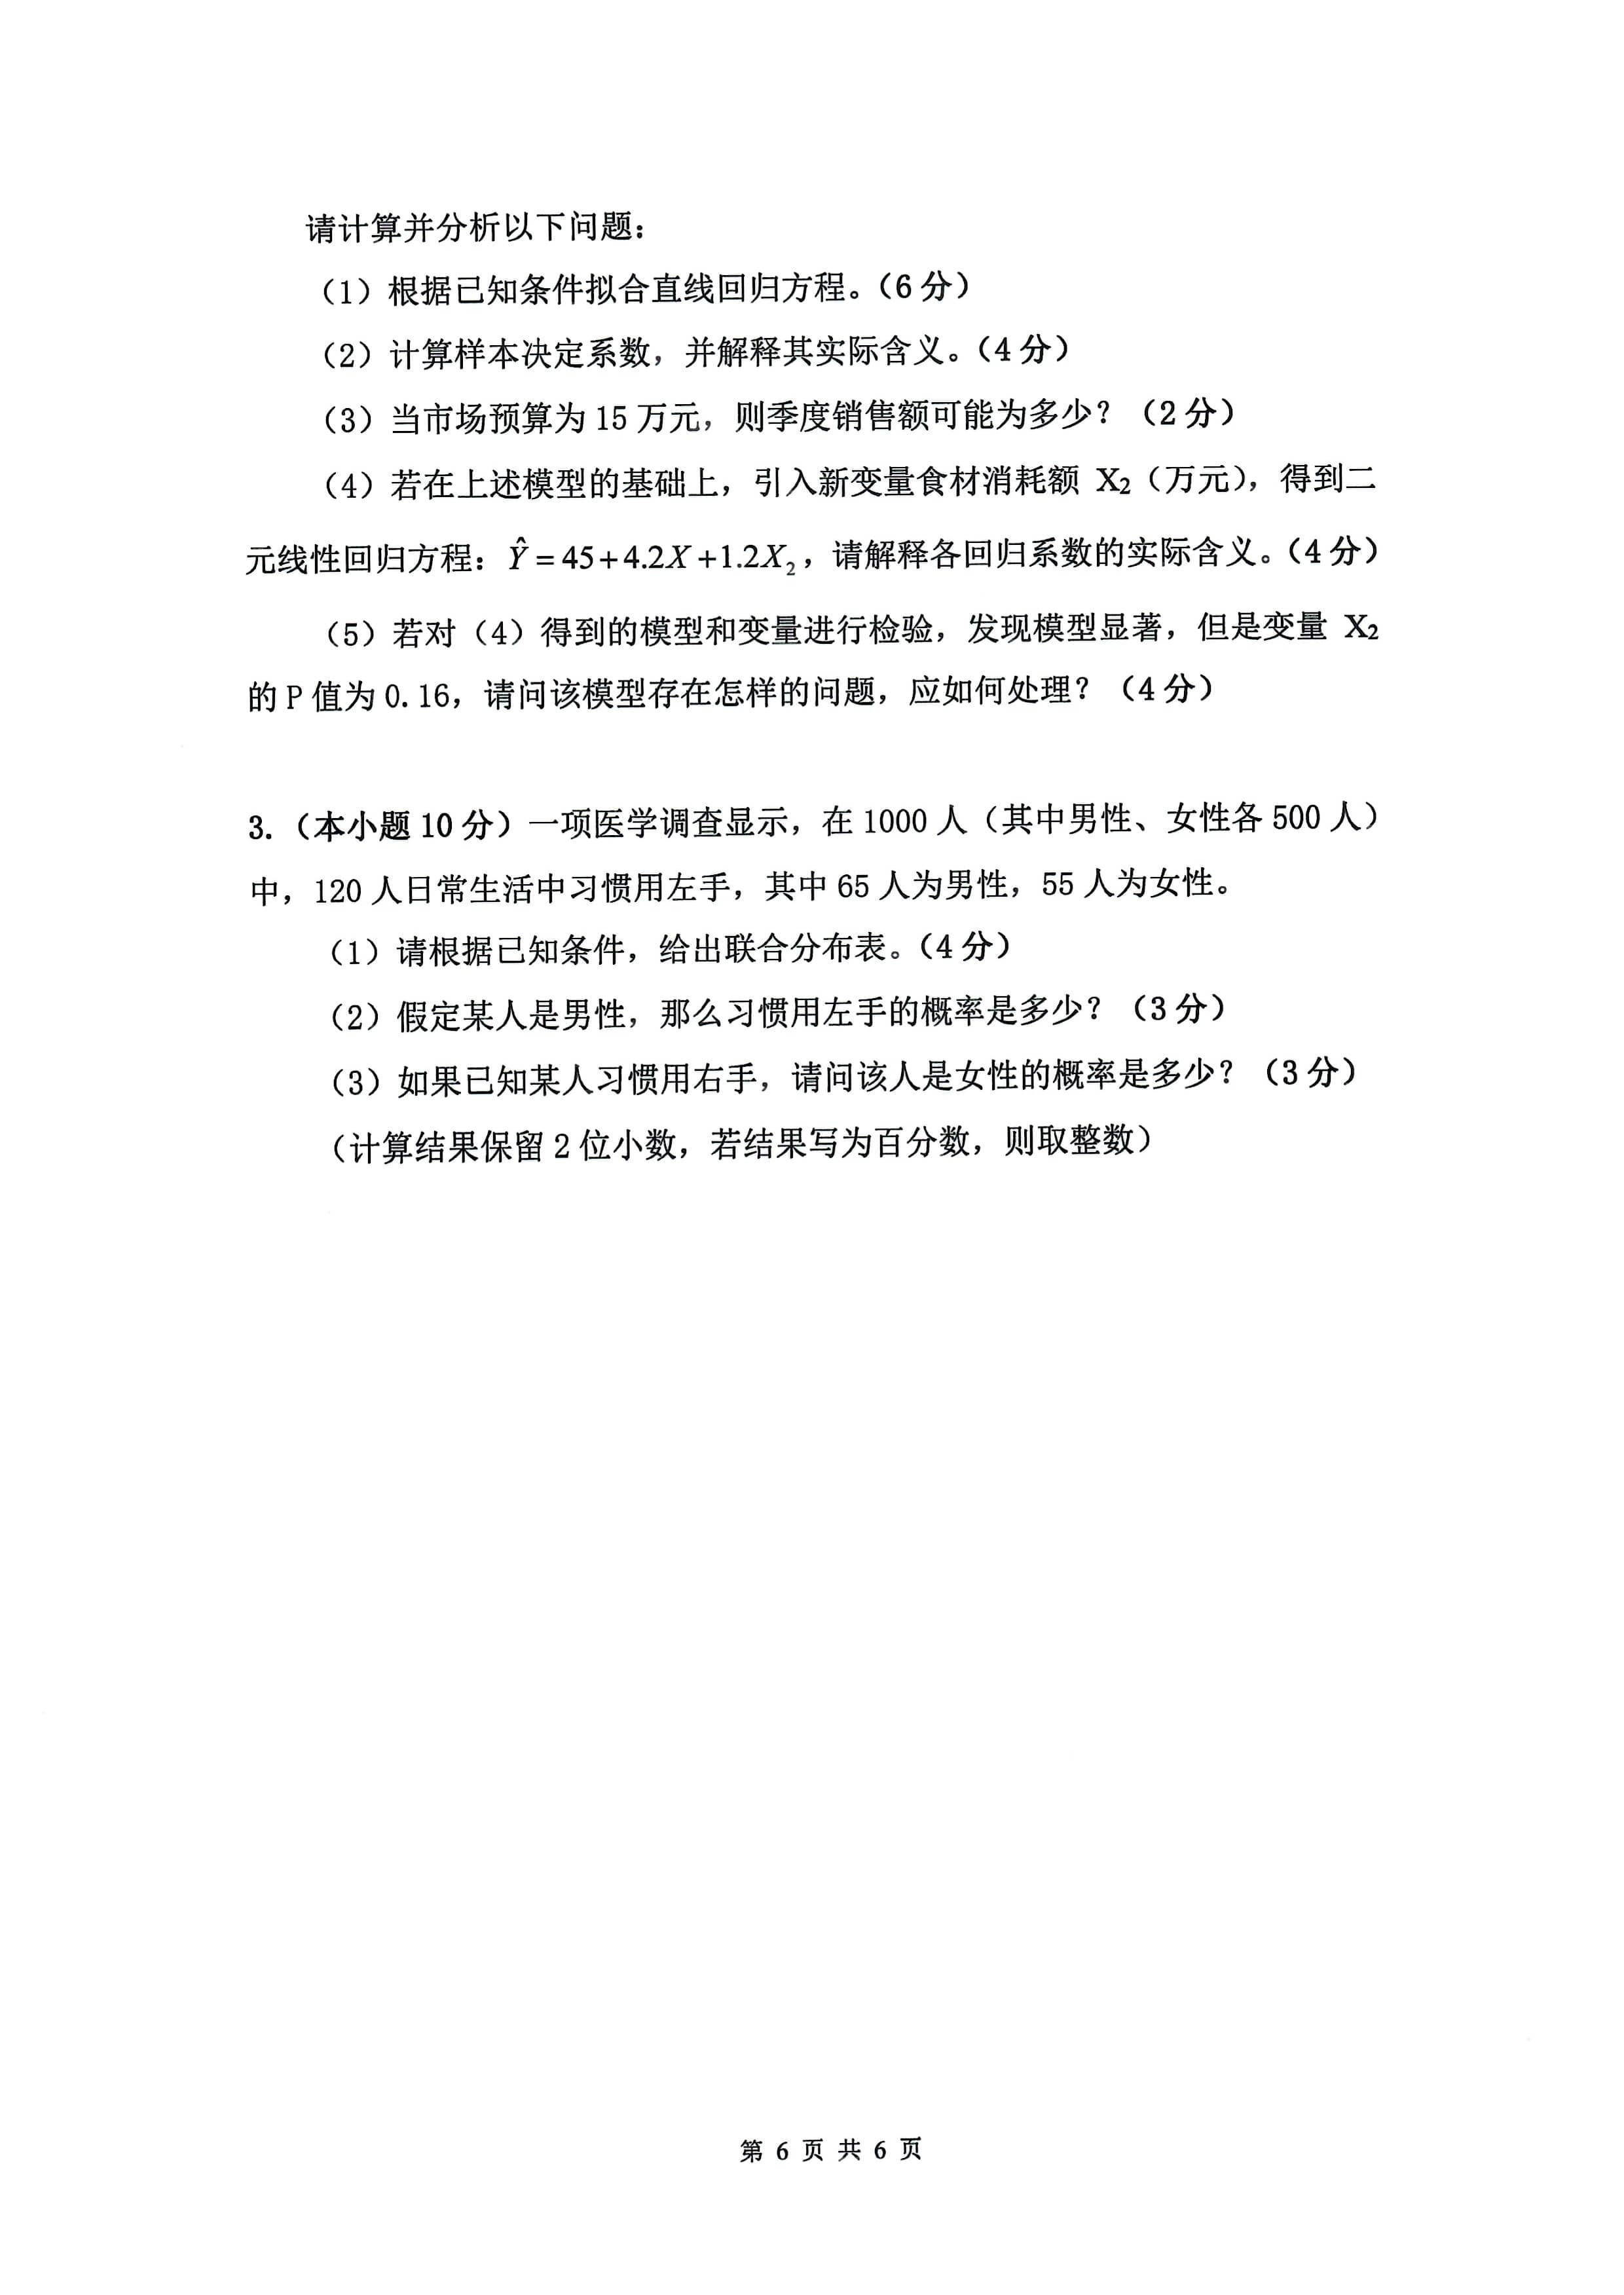 请计算并分析以下问题：
（1）根据已知条件拟合直线回归方程。（6 分）
（2）计算样本决定系数，并解释其实际含义。（4 分）
（3）当市场预算为 15 万元，则季度销售额可能为多少？（2 分）
（4）若在上述模型的基础上，引入新变量食材消耗额 X₂（万元），得到二
元线性回归方程：Ŷ = 45+4.2X +1.2X₂，请解释各回归系数的实际含义。（4 分）
（5）若对（4）得到的模型和变量进行检验，发现模型显著，但是变量 X₂
的 P 值为 0.16，请问该模型存在怎样的问题，应如何处理？（4 分）
3.（本小题 10 分）一项医学调查显示，在 1000 人（其中男性、女性各 500 人）
中，120 人日常生活中习惯用左手，其中 65 人为男性，55 人为女性。
（1）请根据已知条件，给出联合分布表。（4 分）
（2）假定某人是男性，那么习惯用左手的概率是多少？（3 分）
（3）如果已知某人习惯用右手，请问该人是女性的概率是多少？（3 分）
（计算结果保留 2 位小数，若结果写为百分数，则取整数）
第 6 页 共 6 页